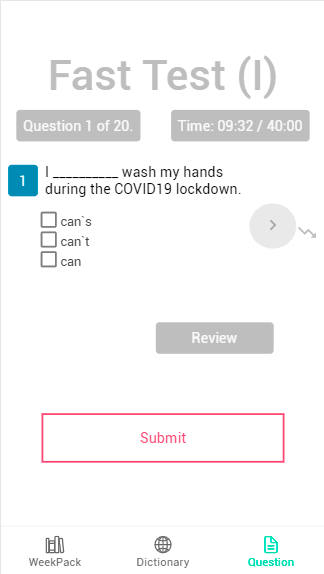 Fast Test (I)
Question 1 of 20.
Time: 09:32 / 40:00
1
I __________ wash my hands
during the COVID19 lockdown.
can`s
can`t
can
Review
Submit
WeekPack
Dictionary
Question